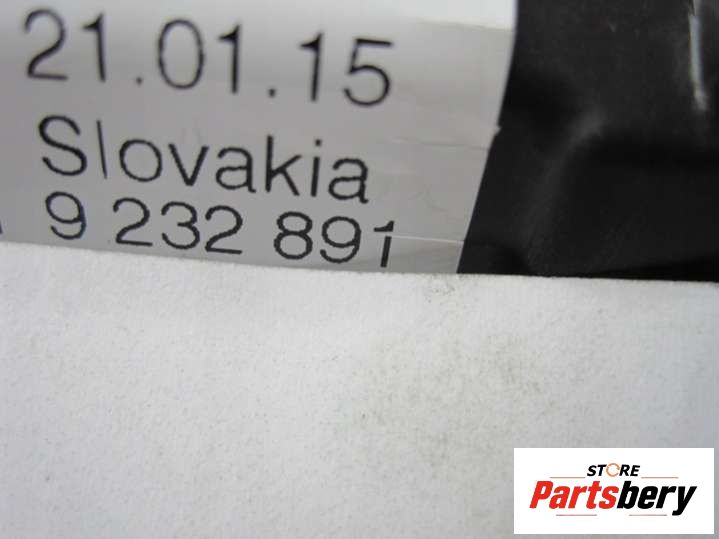 21.01.15
Slovakia
9 232 891
STORE
Partsbery